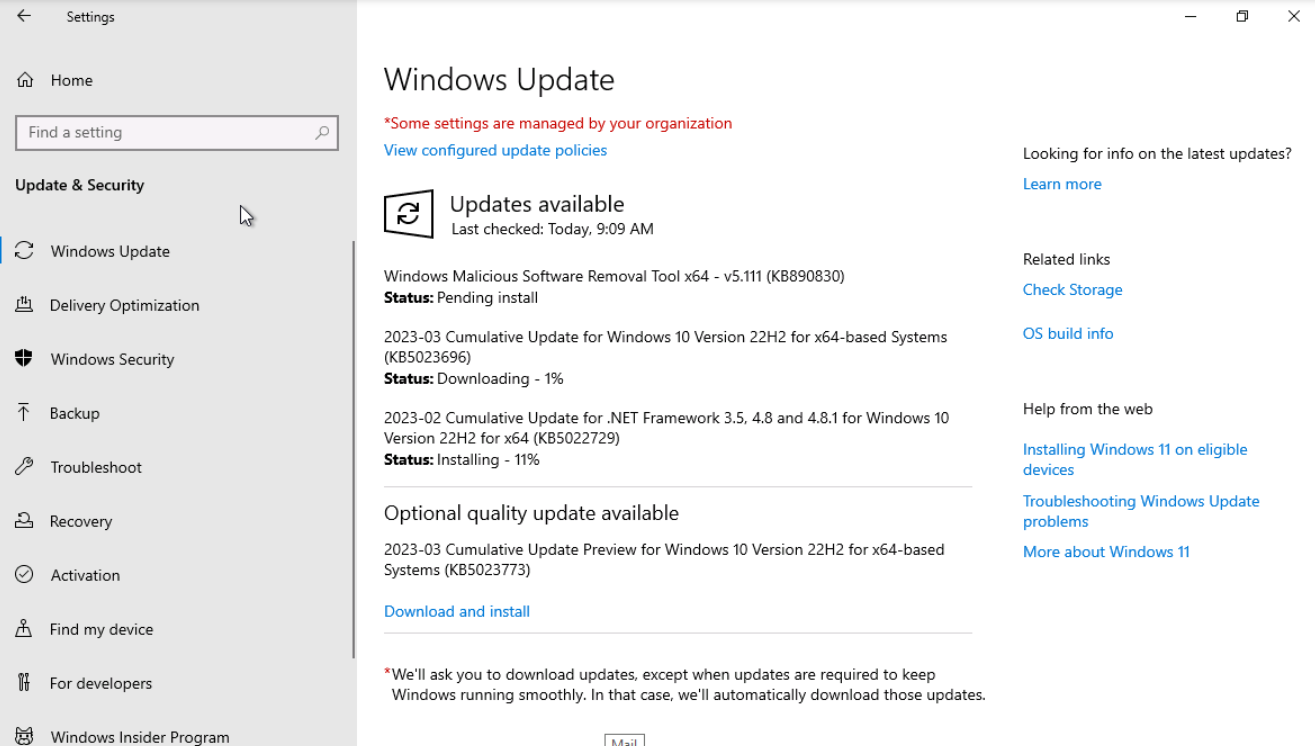 Settings
Home
Find a setting
Update & Security
Windows Update
Delivery Optimization
Windows Security
Backup
Troubleshoot
Recovery
Activation
Find my device
For developers
Windows Insider Program
Windows Update
*Some settings are managed by your organization
View configured update policies
Updates available
Last checked: Today, 9:09 AM
Windows Malicious Software Removal Tool x64 - v5.111 (KB890830)
Status: Pending install
2023-03 Cumulative Update for Windows 10 Version 22H2 for x64-based Systems
(KB5023696)
Status: Downloading - 1%
2023-02 Cumulative Update for .NET Framework 3.5, 4.8 and 4.8.1 for Windows 10
Version 22H2 for x64 (KB5022729)
Status: Installing - 11%
Optional quality update available
2023-03 Cumulative Update Preview for Windows 10 Version 22H2 for x64-based
Systems (KB5023773)
Download and install
*We'll ask you to download updates, except when updates are required to keep
Windows running smoothly. In that case, we'll automatically download those updates.
Mail
Looking for info on the latest updates?
Learn more
Related links
Check Storage
OS build info
Help from the web
Installing Windows 11 on eligible
devices
Troubleshooting Windows Update
problems
More about Windows 11